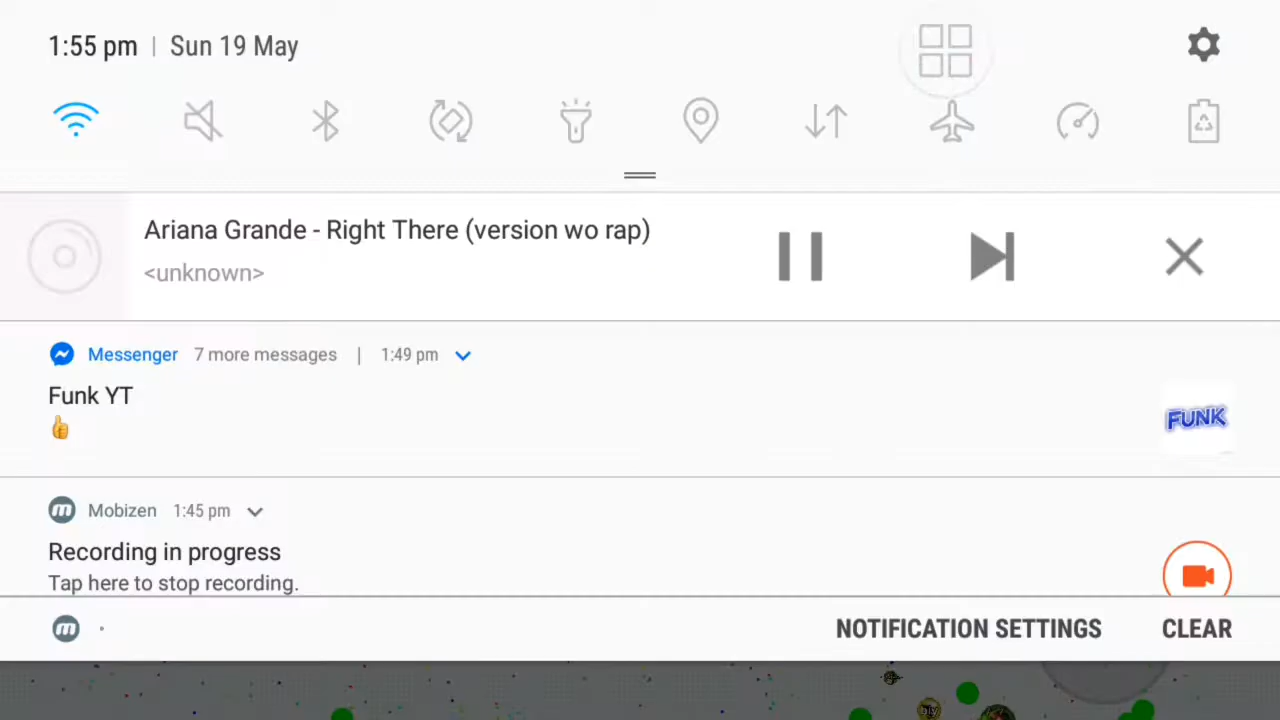 1:55 pm | Sun 19 May
Ariana Grande - Right There (version wo rap)
<unknown>
Messenger 7 more messages | 1:49 pm
Funk YT
👍
FUNK
Mobizen 1:45 pm
Recording in progress
Tap here to stop recording.
NOTIFICATION SETTINGS CLEAR